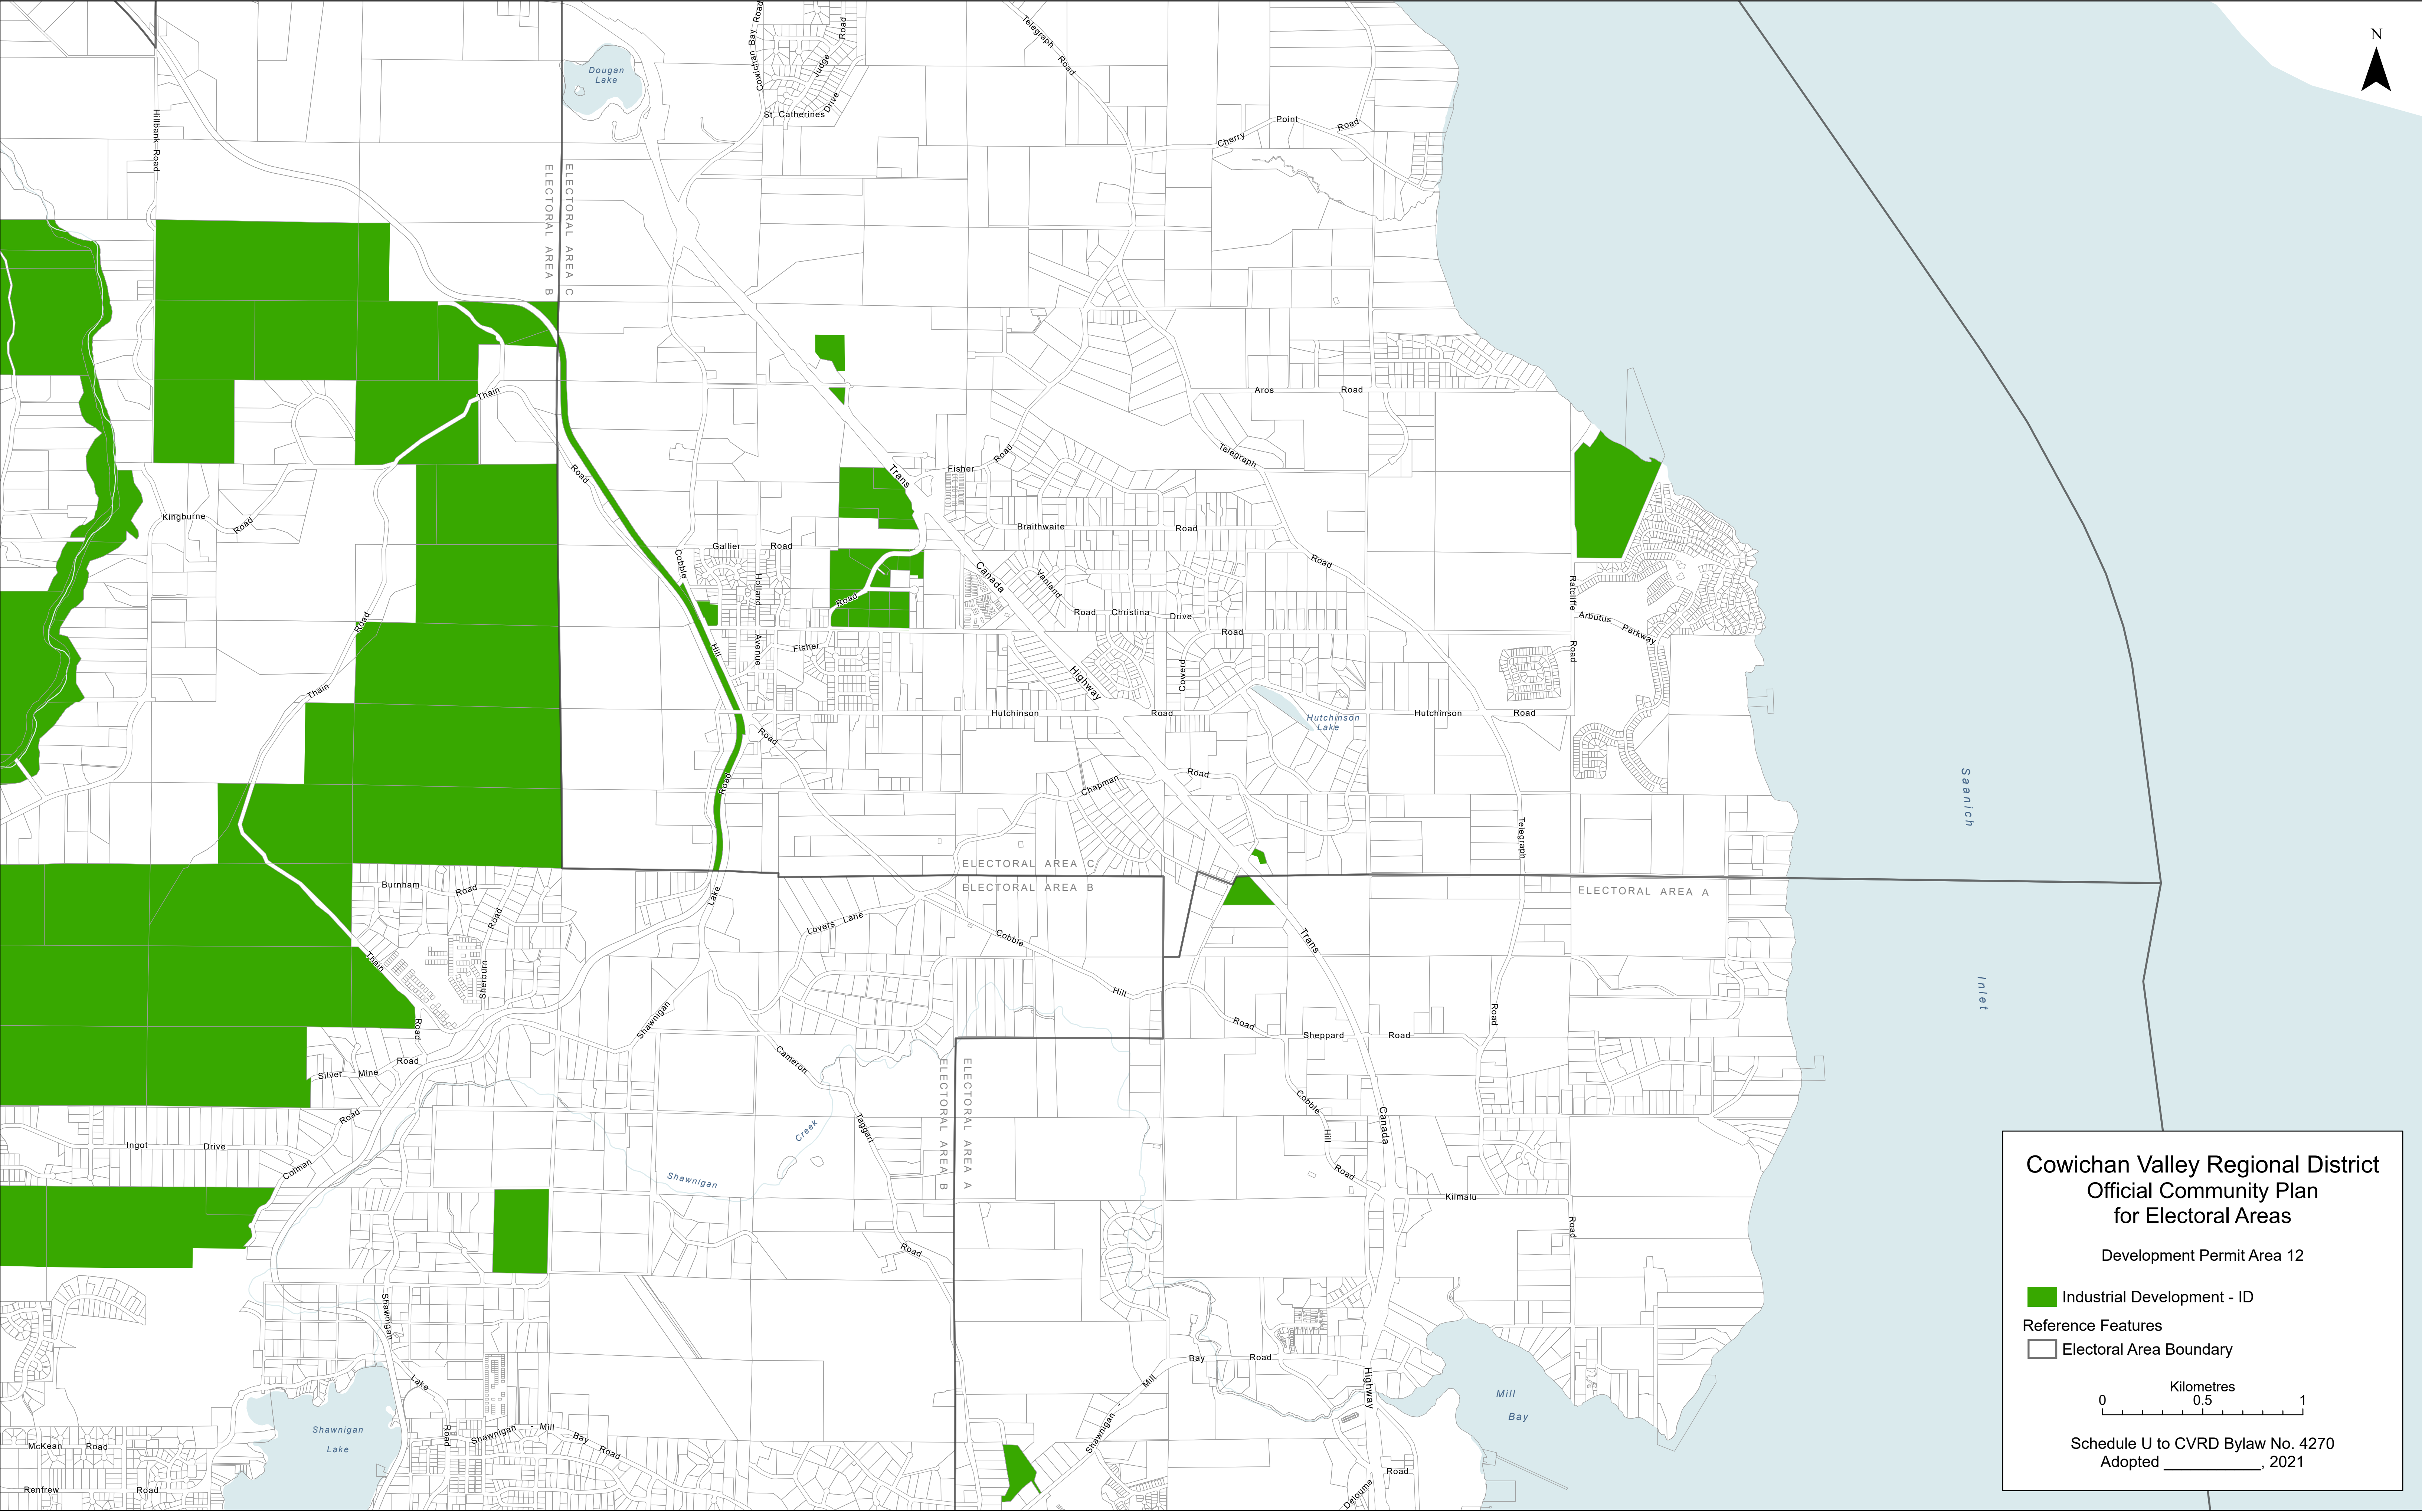 N
Cowichan Bay Road
Judge
Road
St. Catherines
Drive
Telegraph
Road
Dougan
Lake
Hillbank Road
Cherry
Point
Road
ELECTORAL AREA B
ELECTORAL AREA C
Thain
Road
Aros
Road
Telegraph
Fisher
Road
Trans
Kingburne
Road
Braithwaite
Road
Gallier
Road
Cobble
Holland
Canada
Vanland
Road
Road
Christina
Drive
Ratcliffe
Arbutus
Parkway
Road
Road
Road
Road
Hill
Avenue
Fisher
Highway
Coward
Thain
Hutchinson
Road
Hutchinson
Lake
Hutchinson
Road
Road
Road
Chapman
Road
Saanich
Telegraph
ELECTORAL AREA C
ELECTORAL AREA B
ELECTORAL AREA A
Burnham
Road
Road
Lake
Lovers Lane
Cobble
Trans
Thain
Sherburn
Hill
Inlet
Road
Shawnigan
Road
Sheppard
Road
Road
Silver Mine
Road
Cameron
ELECTORAL AREA B
ELECTORAL AREA A
Cobble
Hill
Road
Canada
Road
Taggart
Creek
Ingot
Drive
Colman
Shawnigan
Kilmalu
Road
Road
Shawnigan
Lake
Road
Bay
Road
Mill
-
Shawnigan
Highway
Mill
Bay
Shawnigan
Lake
McKean
Road
Shawnigan
-
Mill
Bay
Road
Renfrew
Road
Road
Deloume
Cowichan Valley Regional District
Official Community Plan
for Electoral Areas
Development Permit Area 12
Industrial Development - ID
Reference Features
Electoral Area Boundary
Kilometres
0 0.5 1
Schedule U to CVRD Bylaw No. 4270
Adopted ____________, 2021